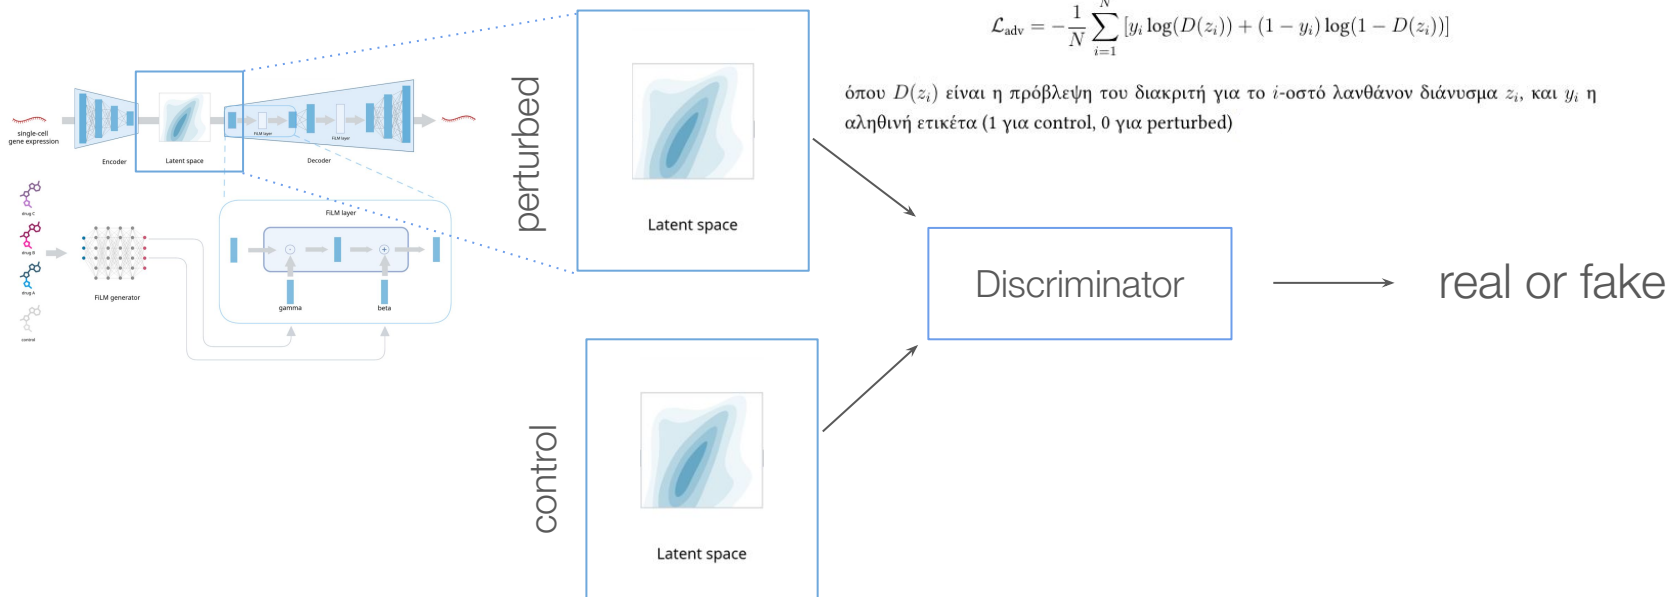 single-cell
gene expression
Encoder
Latent space
FiLM layer
FiLM layer
Decoder
drug C
drug B
drug A
control
FiLM generator
FiLM layer
gamma
beta
perturbed
Latent space
control
Latent space
N
L_adv = −1/N ∑ [y_i log(D(z_i)) + (1 − y_i) log(1 − D(z_i))]
i=1
όπου D(z_i) είναι η πρόβλεψη του διακριτή για το i-οστό λανθάνον διάνυσμα z_i, και y_i η
αληθινή ετικέτα (1 για control, 0 για perturbed)
Discriminator
real or fake